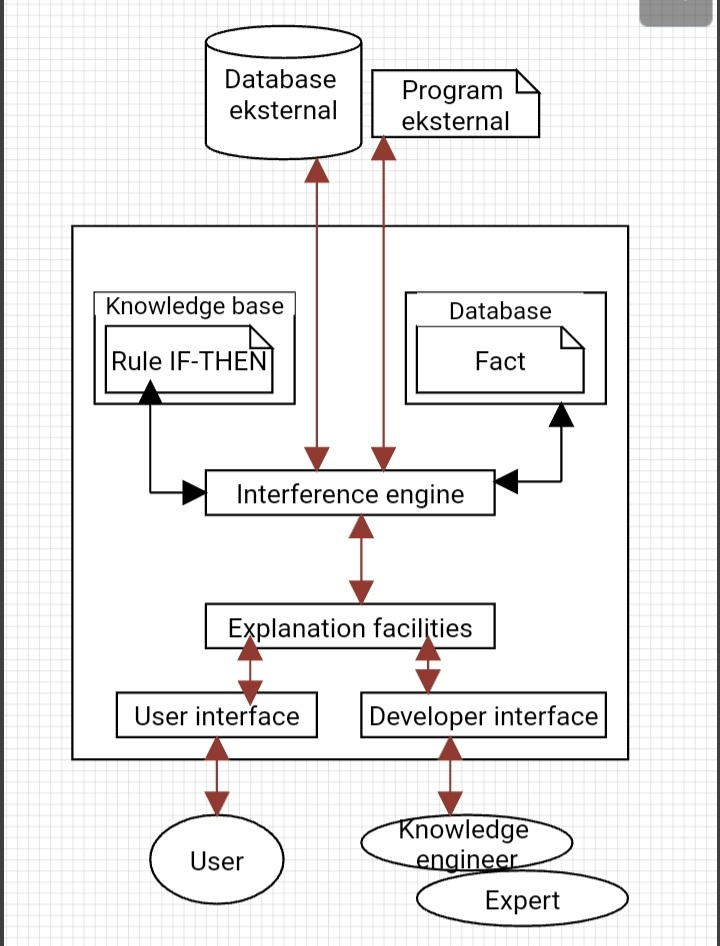 Database
eksternal
Program
eksternal
Knowledge base
Rule IF-THEN
Database
Fact
Interference engine
Explanation facilities
User interface
Developer interface
User
Knowledge
engineer
Expert